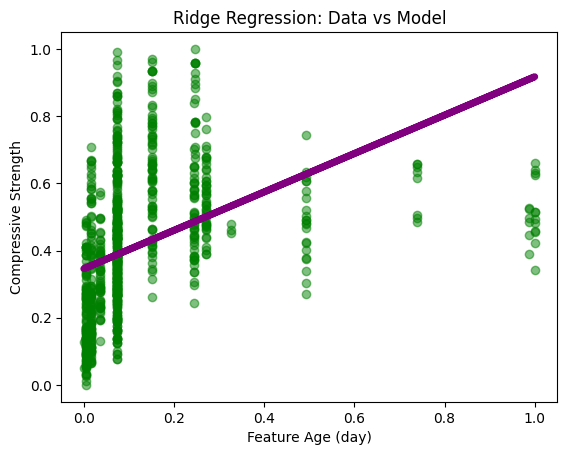 Ridge Regression: Data vs Model
1.0
0.8
0.6
0.4
0.2
0.0
Compressive Strength
0.0 0.2 0.4 0.6 0.8 1.0
Feature Age (day)